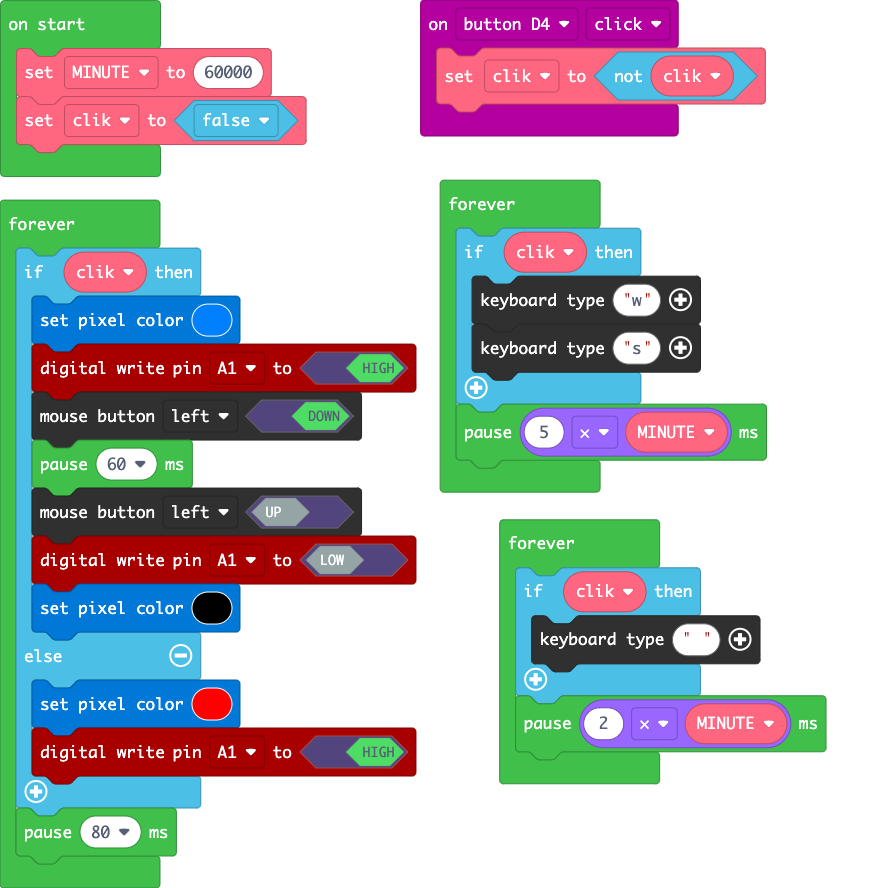 on start
set MINUTE to 60000
set clik to false
on button D4 click
set clik to not clik
forever
if clik then
set pixel color
digital write pin A1 to HIGH
mouse button left DOWN
pause 60 ms
mouse button left UP
digital write pin A1 to LOW
set pixel color
else
set pixel color
digital write pin A1 to HIGH
pause 80 ms
forever
if clik then
keyboard type "w"
keyboard type "s"
pause 5 × MINUTE ms
forever
if clik then
keyboard type " "
pause 2 × MINUTE ms